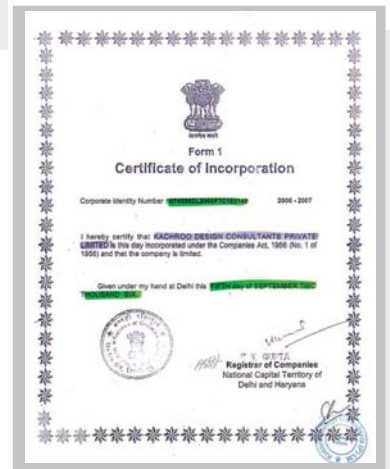 Form 1
Certificate of Incorporation
Corporate Identity Number : 2006 - 2007
I hereby certify that KACHROO DESIGN CONSULTANTS PRIVATE
LIMITED is this day incorporated under the Companies Act, 1956 (No. 1 of
1956) and that the company is limited.
Given under my hand at Delhi this FIFTH day of SEPTEMBER TWO
THOUSAND SIX.
GUPTA
Registrar of Companies
National Capital Territory of
Delhi and Haryana